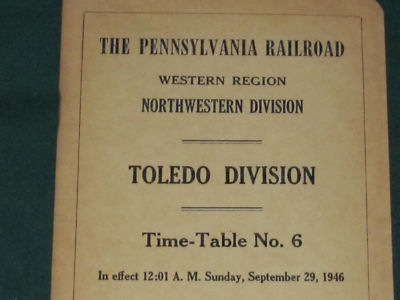 THE PENNSYLVANIA RAILROAD
WESTERN REGION
NORTHWESTERN DIVISION
TOLEDO DIVISION
Time-Table No. 6
In effect 12:01 A. M. Sunday, September 29, 1946